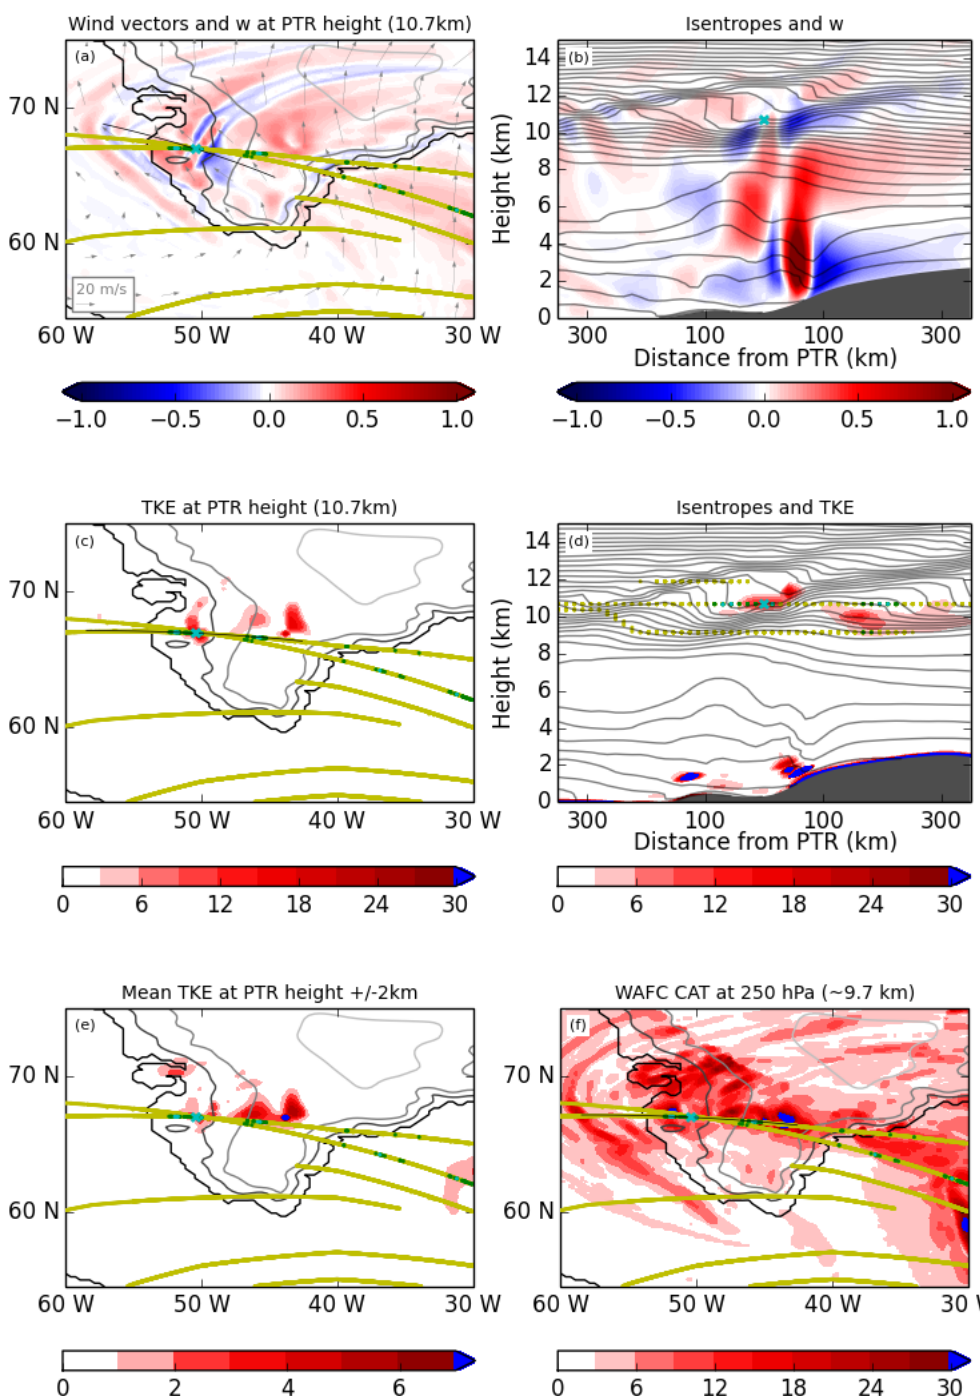 Wind vectors and w at PTR height (10.7km)
(a)
70 N
60 N
20 m/s
60 W 50 W 40 W 30 W
−1.0 −0.5 0.0 0.5 1.0
Isentropes and w
(b)
Height (km)
14
12
10
8
6
4
2
0
300 100 100 300
Distance from PTR (km)
−1.0 −0.5 0.0 0.5 1.0
TKE at PTR height (10.7km)
(c)
70 N
60 N
60 W 50 W 40 W 30 W
0 6 12 18 24 30
Isentropes and TKE
(d)
Height (km)
14
12
10
8
6
4
2
0
300 100 100 300
Distance from PTR (km)
0 6 12 18 24 30
Mean TKE at PTR height +/-2km
(e)
70 N
60 N
60 W 50 W 40 W 30 W
0 2 4 6
WAFC CAT at 250 hPa (~9.7 km)
(f)
70 N
60 N
60 W 50 W 40 W 30 W
0 6 12 18 24 30